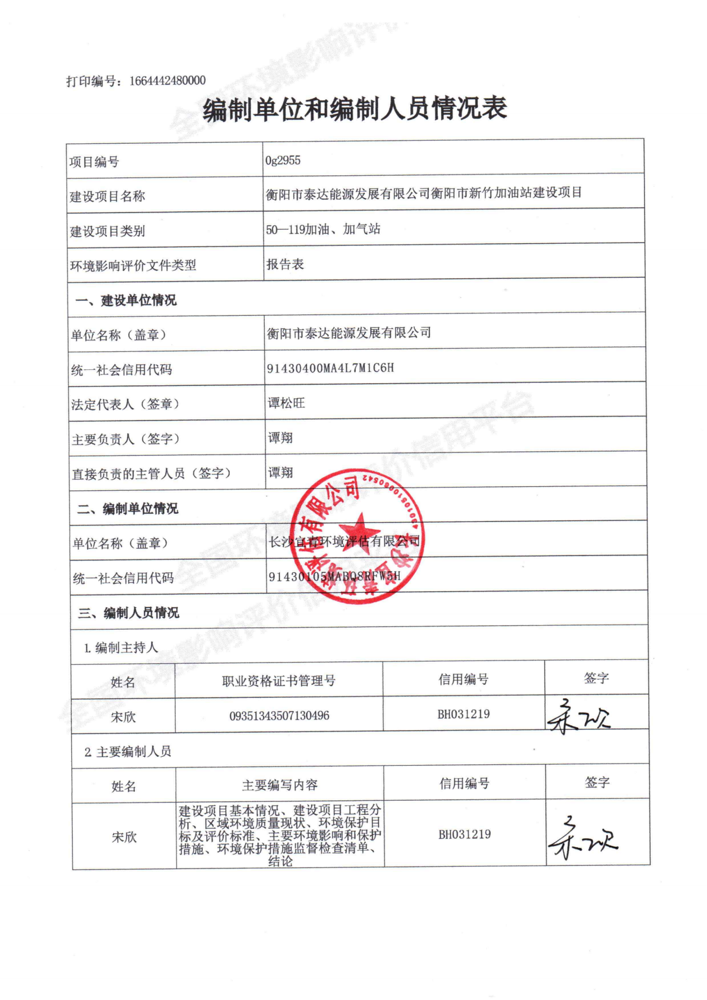 打印编号：1664442480000
编制单位和编制人员情况表
项目编号 0g2955
建设项目名称 衡阳市泰达能源发展有限公司衡阳市新竹加油站建设项目
建设项目类别 50—119加油、加气站
环境影响评价文件类型 报告表
一、建设单位情况
单位名称（盖章） 衡阳市泰达能源发展有限公司
统一社会信用代码 91430400MA4L7M1C6H
法定代表人（签章） 谭松旺
主要负责人（签字） 谭翔
直接负责的主管人员（签字） 谭翔
二、编制单位情况
单位名称（盖章） 长沙宜青环境评估有限公司
统一社会信用代码 91430105MABQ8RFW5H
三、编制人员情况
1.编制主持人
姓名 职业资格证书管理号 信用编号 签字
宋欣 09351343507130496 BH031219 宋欣
2.主要编制人员
姓名 主要编写内容 信用编号 签字
建设项目基本情况、建设项目工程分
析、区域环境质量现状、环境保护目
宋欣 标及评价标准、主要环境影响和保护 BH031219 宋欣
措施、环境保护措施监督检查清单、
结论
长沙宜青环境评估有限公司
全国环境影响评价信用平台